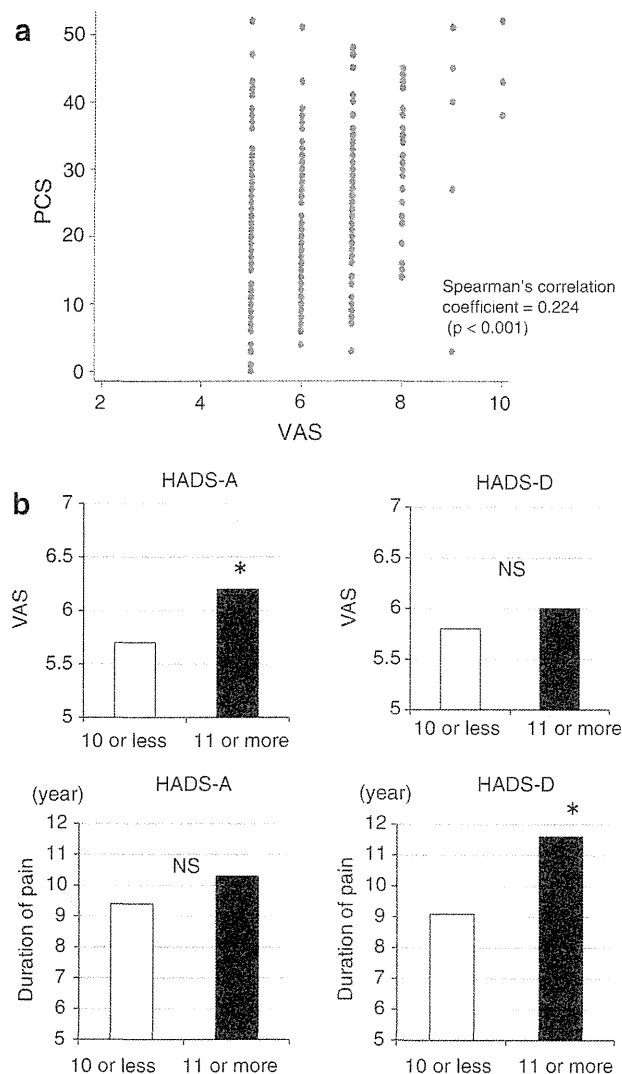 a
50
40
30
20
10
0
PCS
2 4 6 8 10
VAS
Spearman's correlation
coefficient = 0.224
(p < 0.001)
b
HADS-A
7
6.5
6
5.5
5
VAS
*
10 or less 11 or more
HADS-D
7
6.5
6
5.5
5
VAS
NS
10 or less 11 or more
(year) HADS-A
12
11
10
9
8
7
6
5
Duration of pain
NS
10 or less 11 or more
(year) HADS-D
12
11
10
9
8
7
6
5
Duration of pain
*
10 or less 11 or more